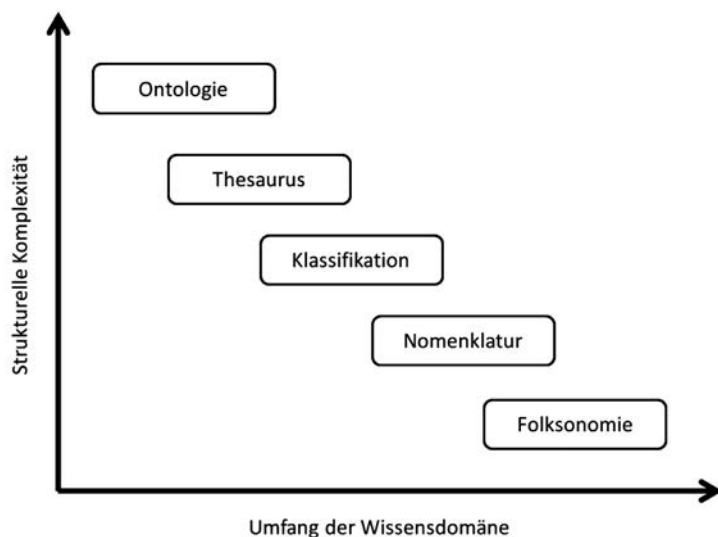 Ontologie
Thesaurus
Klassifikation
Nomenklatur
Folksonomie
Strukturelle Komplexität
Umfang der Wissensdomäne